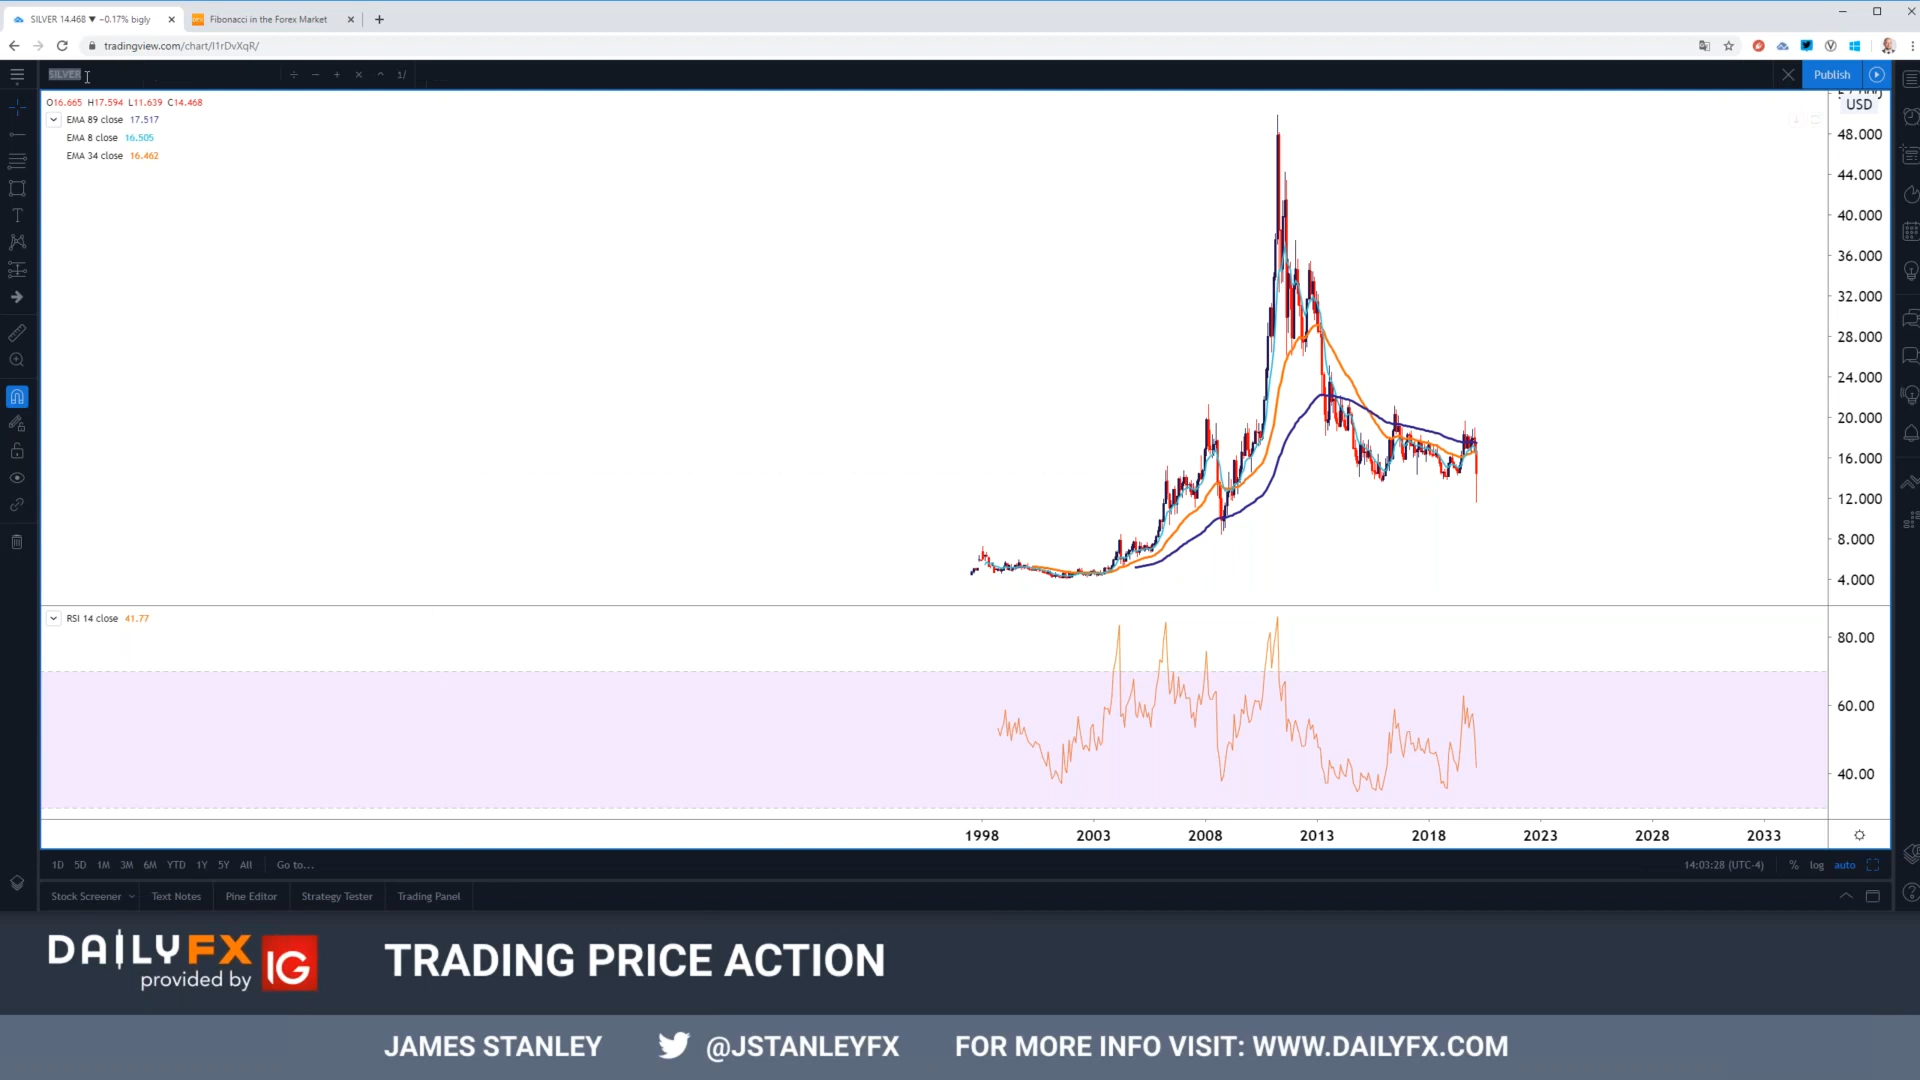 SILVER 14.468 ▼ −0.17% bigly
Fibonacci in the Forex Market
tradingview.com/chart/I1rDvXqR/
SILVER
÷ − + × ^ 1/
Publish
O16.665 H17.594 L11.639 C14.468
EMA 89 close 17.517
EMA 8 close 16.505
EMA 34 close 16.462
USD
48.000
44.000
40.000
36.000
32.000
28.000
24.000
20.000
16.000
12.000
8.000
4.000
RSI 14 close 41.77
80.00
60.00
40.00
1998 2003 2008 2013 2018 2023 2028 2033
1D 5D 1M 3M 6M YTD 1Y 5Y All Go to...
14:03:28 (UTC-4) % log auto
Stock Screener Text Notes Pine Editor Strategy Tester Trading Panel
DAILYFX
provided by IG
TRADING PRICE ACTION
JAMES STANLEY @JSTANLEYFX FOR MORE INFO VISIT: WWW.DAILYFX.COM